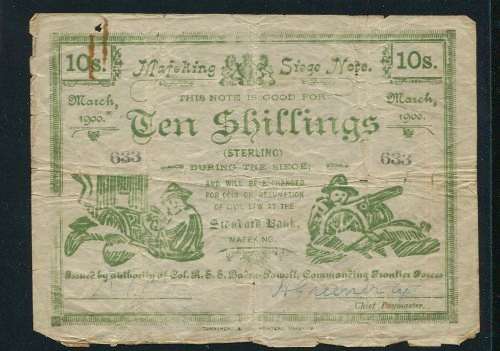 10s. Mafeking Siege Note. 10s.
March, 1900. THIS NOTE IS GOOD FOR March, 1900.
Ten Shillings
633 (STERLING) 633
DURING THE SIEGE;
AND WILL BE EXCHANGED
FOR COIN ON RESUMPTION
OF CIVIL LAW AT THE
Standard Bank,
MAFEKING.
Issued by authority of Col. R. S. S. Baden-Powell, Commanding Frontier Forces
Chief Paymaster.